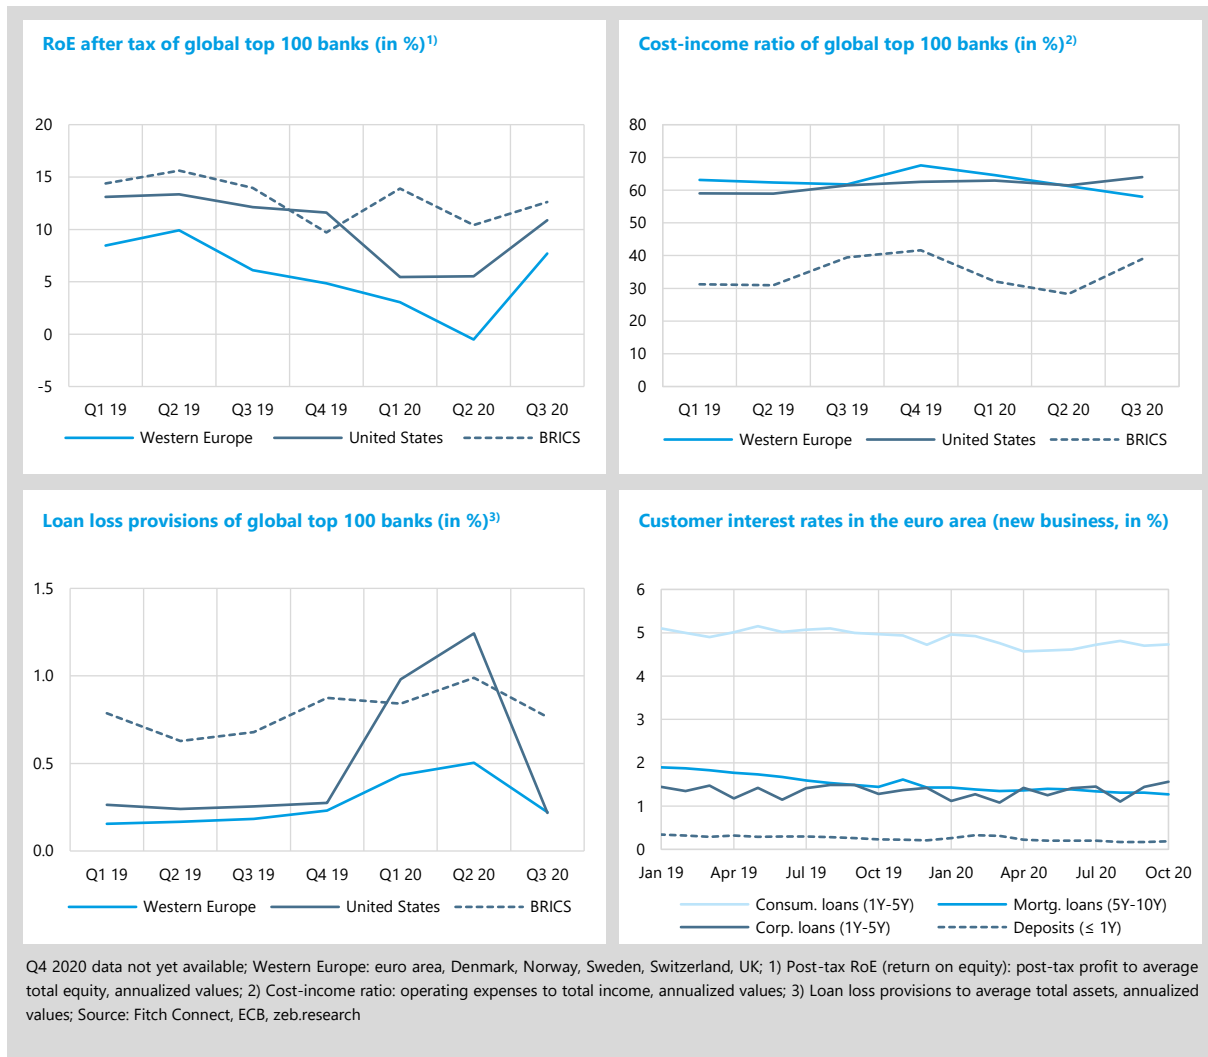 RoE after tax of global top 100 banks (in %)1)
20
15
10
5
0
-5
Q1 19 Q2 19 Q3 19 Q4 19 Q1 20 Q2 20 Q3 20
Western Europe United States BRICS
Cost-income ratio of global top 100 banks (in %)2)
80
70
60
50
40
30
20
10
0
Q1 19 Q2 19 Q3 19 Q4 19 Q1 20 Q2 20 Q3 20
Western Europe United States BRICS
Loan loss provisions of global top 100 banks (in %)3)
1.5
1.0
0.5
0.0
Q1 19 Q2 19 Q3 19 Q4 19 Q1 20 Q2 20 Q3 20
Western Europe United States BRICS
Customer interest rates in the euro area (new business, in %)
6
5
4
3
2
1
0
Jan 19 Apr 19 Jul 19 Oct 19 Jan 20 Apr 20 Jul 20 Oct 20
Consum. loans (1Y-5Y) Mortg. loans (5Y-10Y)
Corp. loans (1Y-5Y) Deposits (≤ 1Y)
Q4 2020 data not yet available; Western Europe: euro area, Denmark, Norway, Sweden, Switzerland, UK; 1) Post-tax RoE (return on equity): post-tax profit to average
total equity, annualized values; 2) Cost-income ratio: operating expenses to total income, annualized values; 3) Loan loss provisions to average total assets, annualized
values; Source: Fitch Connect, ECB, zeb.research